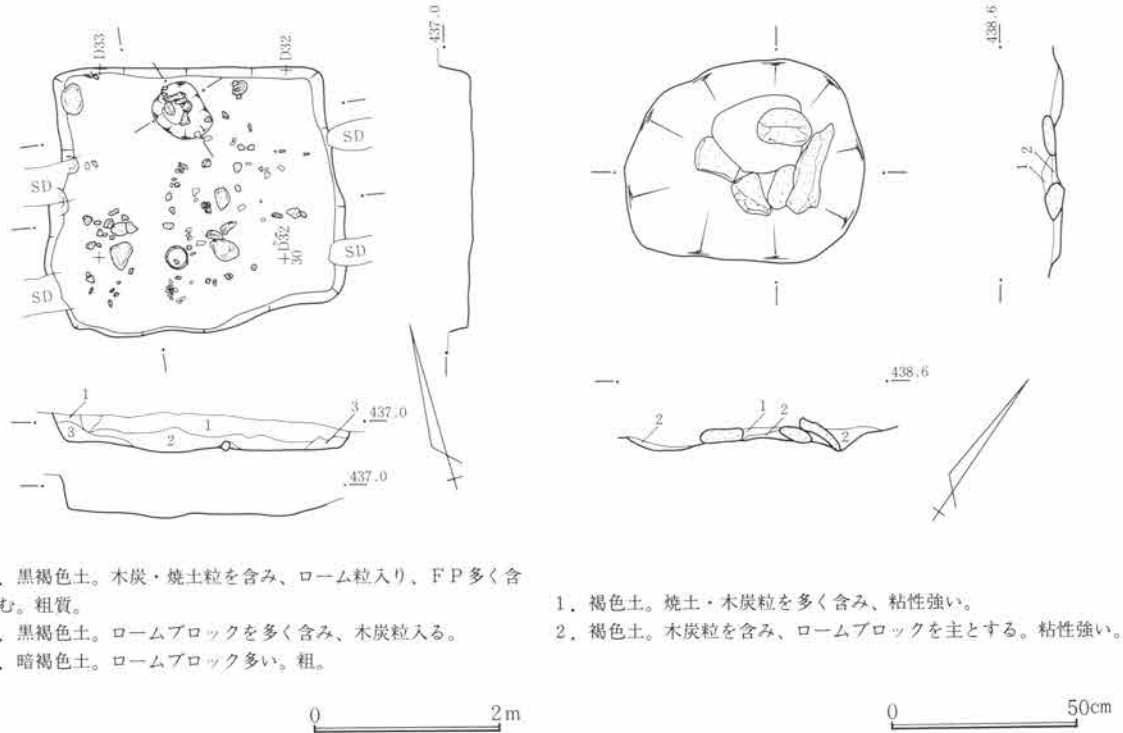 D33
D32
437.0
SD
SD
SD
SD
D32
30
1
3
437.0
1
3
2
437.0
438.6
2
1
438.6
1
2
2
2
、黒褐色土。木炭・焼土粒を含み、ローム粒入り、FP多く含
む。粗質。
、黒褐色土。ロームブロックを多く含み、木炭粒入る。
、暗褐色土。ロームブロック多い。粗。
0 2m
1．褐色土。焼土・木炭粒を多く含み、粘性強い。
2．褐色土。木炭粒を含み、ロームブロックを主とする。粘性強い。
0 50cm